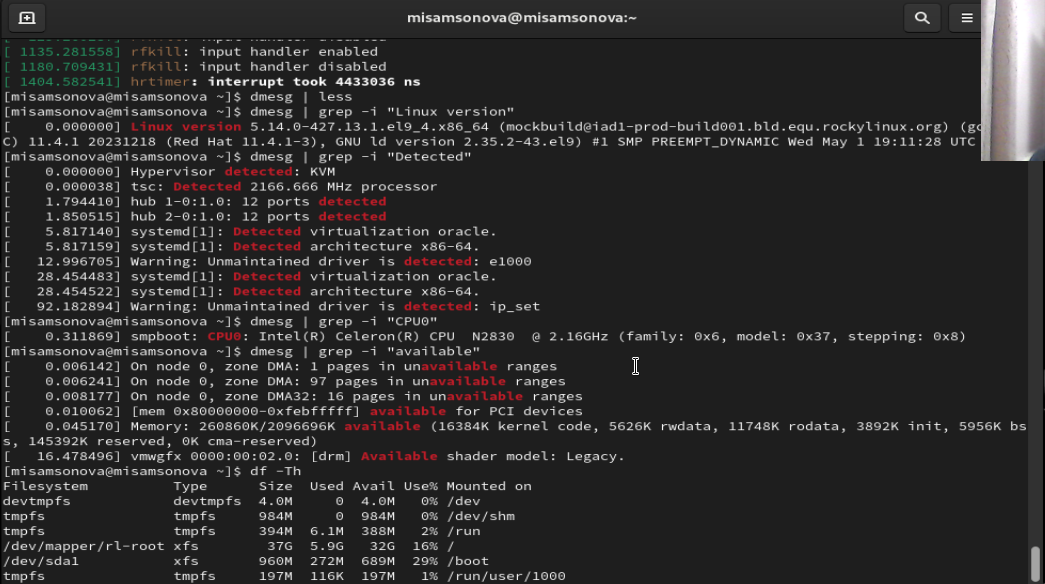 misamsonova@misamsonova:~
[ 1135.281558] rfkill: input handler enabled
[ 1180.709431] rfkill: input handler disabled
[ 1404.582541] hrtimer: interrupt took 4433036 ns
[misamsonova@misamsonova ~]$ dmesg | less
[misamsonova@misamsonova ~]$ dmesg | grep -i "Linux version"
[    0.000000] Linux version 5.14.0-427.13.1.el9_4.x86_64 (mockbuild@iad1-prod-build001.bld.equ.rockylinux.org) (gc
C) 11.4.1 20231218 (Red Hat 11.4.1-3), GNU ld version 2.35.2-43.el9) #1 SMP PREEMPT_DYNAMIC Wed May 1 19:11:28 UTC
[misamsonova@misamsonova ~]$ dmesg | grep -i "Detected"
[    0.000000] Hypervisor detected: KVM
[    0.000038] tsc: Detected 2166.666 MHz processor
[    1.794410] hub 1-0:1.0: 12 ports detected
[    1.850515] hub 2-0:1.0: 12 ports detected
[    5.817140] systemd[1]: Detected virtualization oracle.
[    5.817159] systemd[1]: Detected architecture x86-64.
[   12.996705] Warning: Unmaintained driver is detected: e1000
[   28.454483] systemd[1]: Detected virtualization oracle.
[   28.454522] systemd[1]: Detected architecture x86-64.
[   92.182894] Warning: Unmaintained driver is detected: ip_set
[misamsonova@misamsonova ~]$ dmesg | grep -i "CPU0"
[    0.311869] smpboot: CPU0: Intel(R) Celeron(R) CPU  N2830  @ 2.16GHz (family: 0x6, model: 0x37, stepping: 0x8)
[misamsonova@misamsonova ~]$ dmesg | grep -i "available"
[    0.006142] On node 0, zone DMA: 1 pages in unavailable ranges
[    0.006241] On node 0, zone DMA: 97 pages in unavailable ranges
[    0.008177] On node 0, zone DMA32: 16 pages in unavailable ranges
[    0.010062] [mem 0x80000000-0xfebfffff] available for PCI devices
[    0.045170] Memory: 260860K/2096696K available (16384K kernel code, 5626K rwdata, 11748K rodata, 3892K init, 5956K bs
s, 145392K reserved, 0K cma-reserved)
[   16.478496] vmwgfx 0000:00:02.0: [drm] Available shader model: Legacy.
[misamsonova@misamsonova ~]$ df -Th
Filesystem          Type      Size  Used Avail Use% Mounted on
devtmpfs            devtmpfs  4.0M     0  4.0M   0% /dev
tmpfs               tmpfs     984M     0  984M   0% /dev/shm
tmpfs               tmpfs     394M  6.1M  388M   2% /run
/dev/mapper/rl-root xfs        37G  5.9G   32G  16% /
/dev/sda1           xfs       960M  272M  689M  29% /boot
tmpfs               tmpfs     197M  116K  197M   1% /run/user/1000